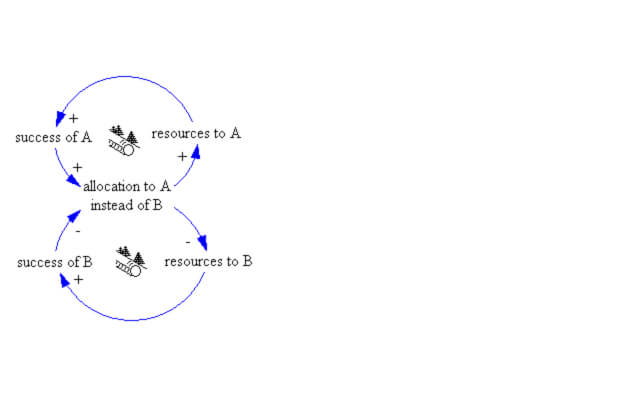 +
success of A
resources to A
+
+
allocation to A
instead of B
-
-
success of B
resources to B
+